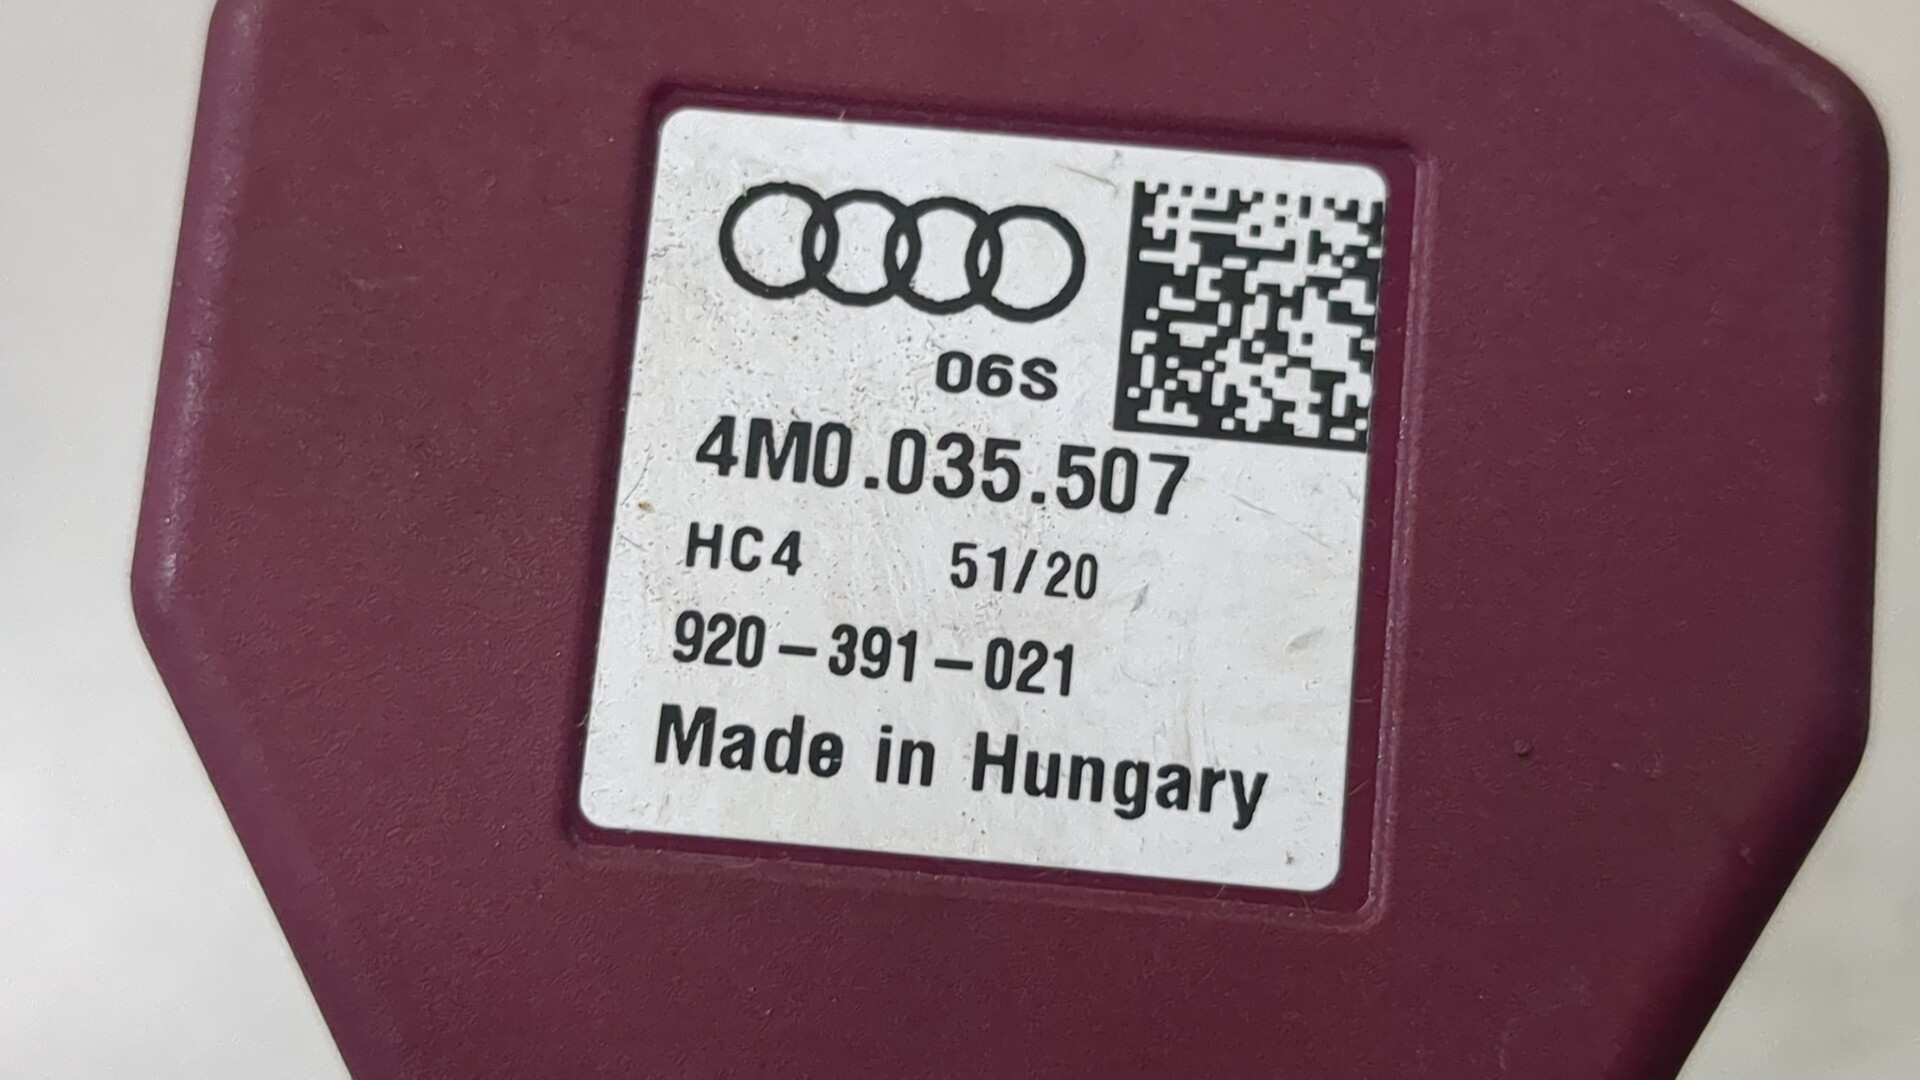 06S
4M0.035.507
HC4 51/20
920-391-021
Made in Hungary